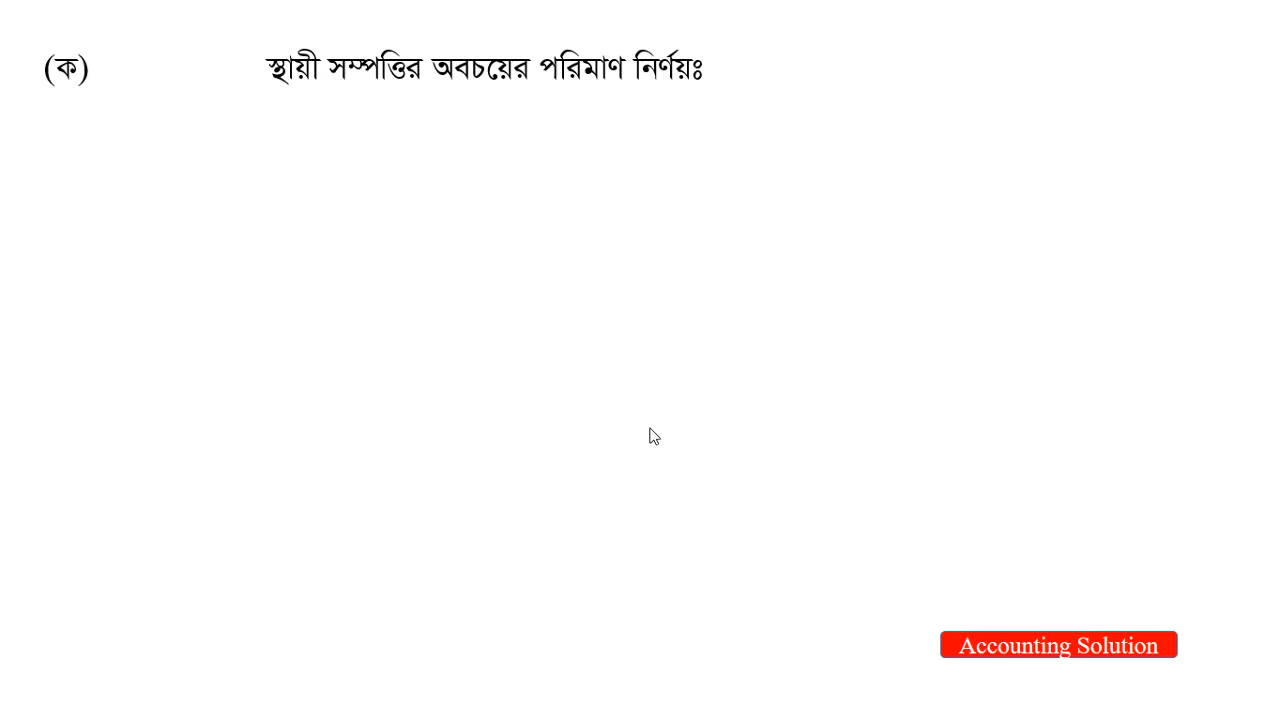 (ক) স্থায়ী সম্পত্তির অবচয়ের পরিমাণ নির্ণয়ঃ
Accounting Solution